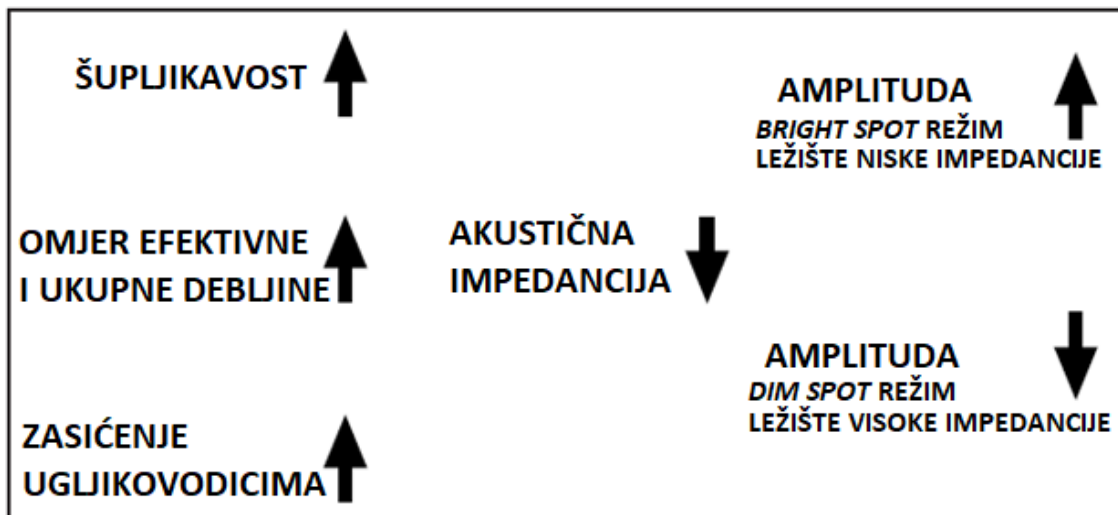 ŠUPLJIKAVOST
OMJER EFEKTIVNE
I UKUPNE DEBLJINE
ZASIĆENJE
UGLJIKOVODICIMA
AKUSTIČNA
IMPEDANCIJA
AMPLITUDA
BRIGHT SPOT REŽIM
LEŽIŠTE NISKE IMPEDANCIJE
AMPLITUDA
DIM SPOT REŽIM
LEŽIŠTE VISOKE IMPEDANCIJE